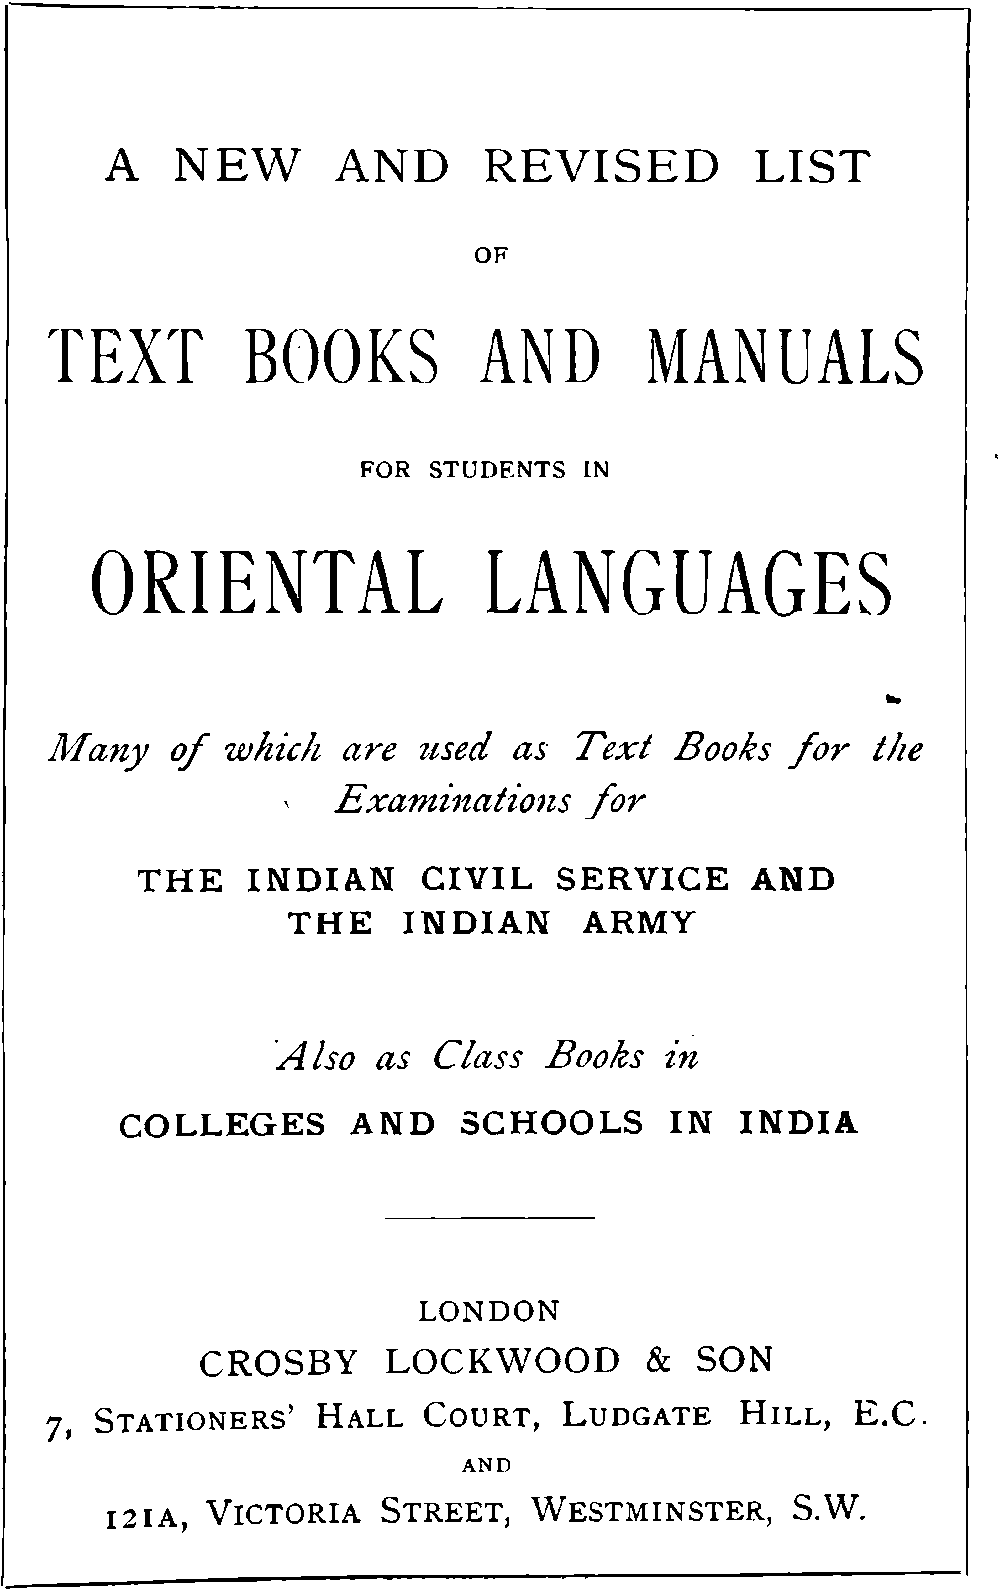 A NEW AND REVISED LIST
OF
TEXT BOOKS AND MANUALS
FOR STUDENTS IN
ORIENTAL LANGUAGES
Many of which are used as Text Books for the
Examinations for
THE INDIAN CIVIL SERVICE AND
THE INDIAN ARMY
Also as Class Books in
COLLEGES AND SCHOOLS IN INDIA
LONDON
CROSBY LOCKWOOD & SON
7, STATIONERS' HALL COURT, LUDGATE HILL, E.C.
AND
121A, VICTORIA STREET, WESTMINSTER, S.W.